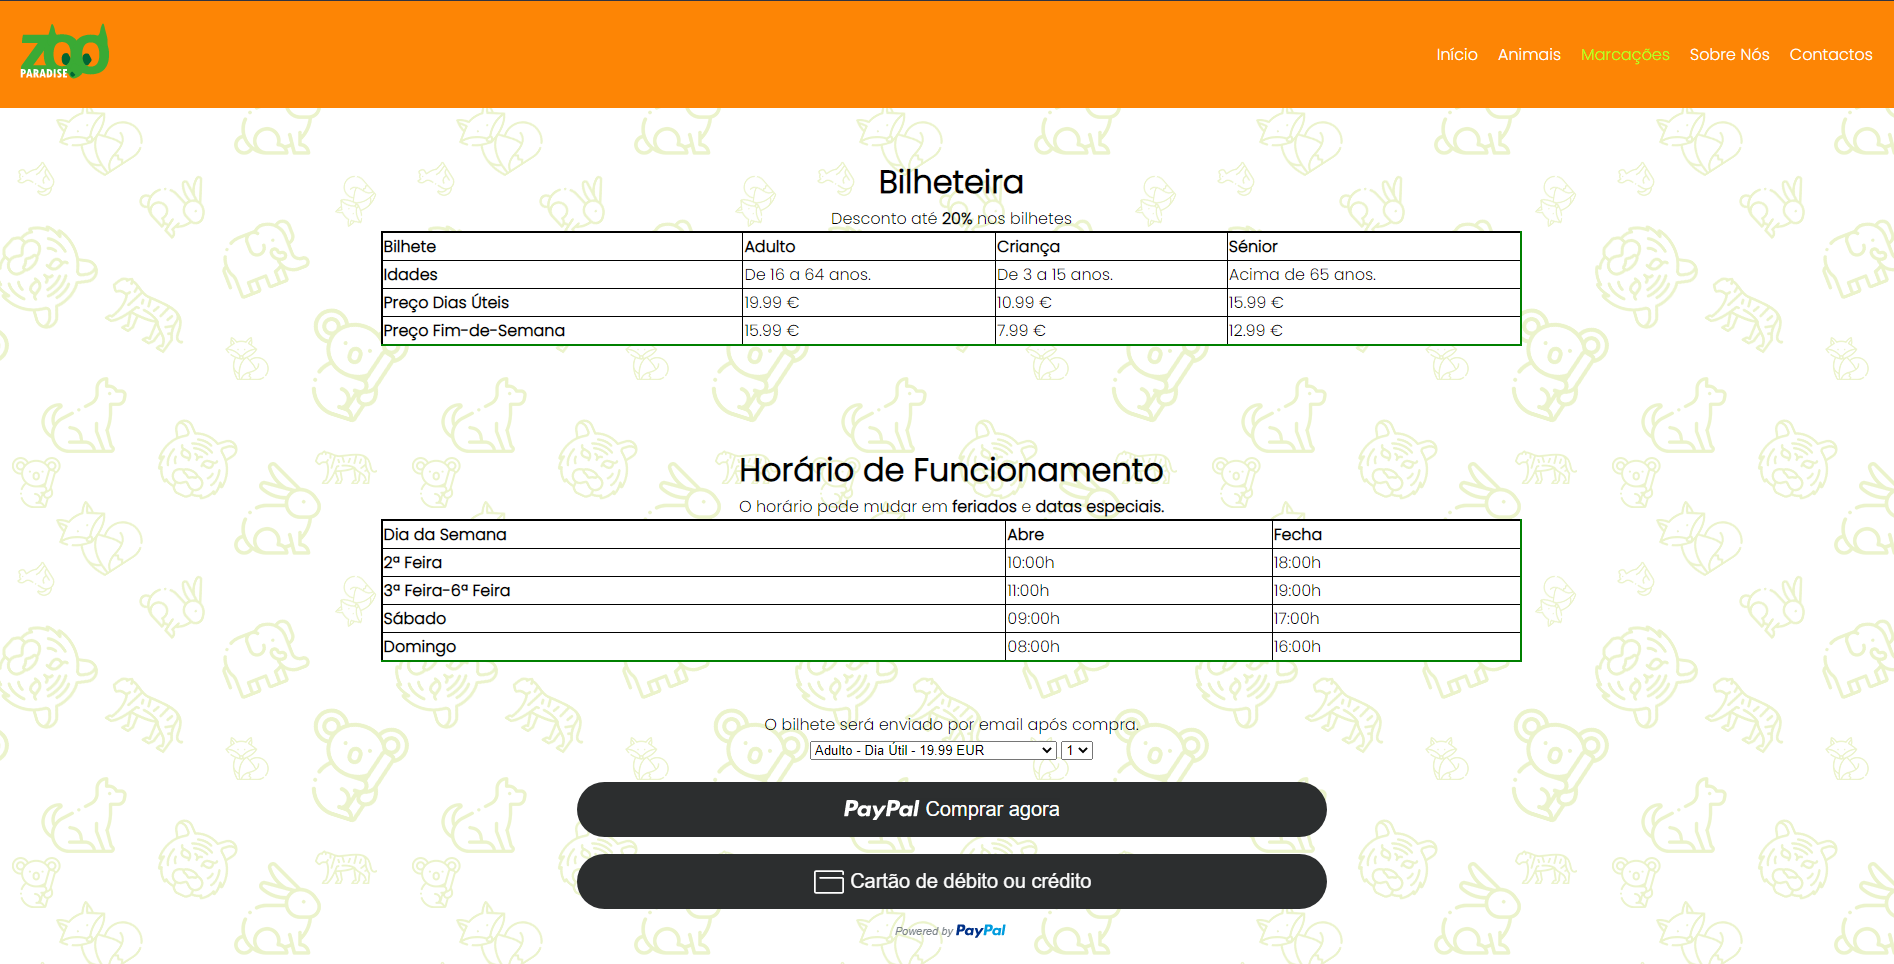 ZOO
PARADISE
Início Animais Marcações Sobre Nós Contactos
Bilheteira
Desconto até 20% nos bilhetes
Bilhete Adulto Criança Sénior
Idades De 16 a 64 anos. De 3 a 15 anos. Acima de 65 anos.
Preço Dias Úteis 19.99 € 10.99 € 15.99 €
Preço Fim-de-Semana 15.99 € 7.99 € 12.99 €
Horário de Funcionamento
O horário pode mudar em feriados e datas especiais.
Dia da Semana Abre Fecha
2ª Feira 10:00h 18:00h
3ª Feira-6ª Feira 11:00h 19:00h
Sábado 09:00h 17:00h
Domingo 08:00h 16:00h
O bilhete será enviado por email após compra.
Adulto - Dia Útil - 19.99 EUR 1
PayPal Comprar agora
Cartão de débito ou crédito
Powered by PayPal